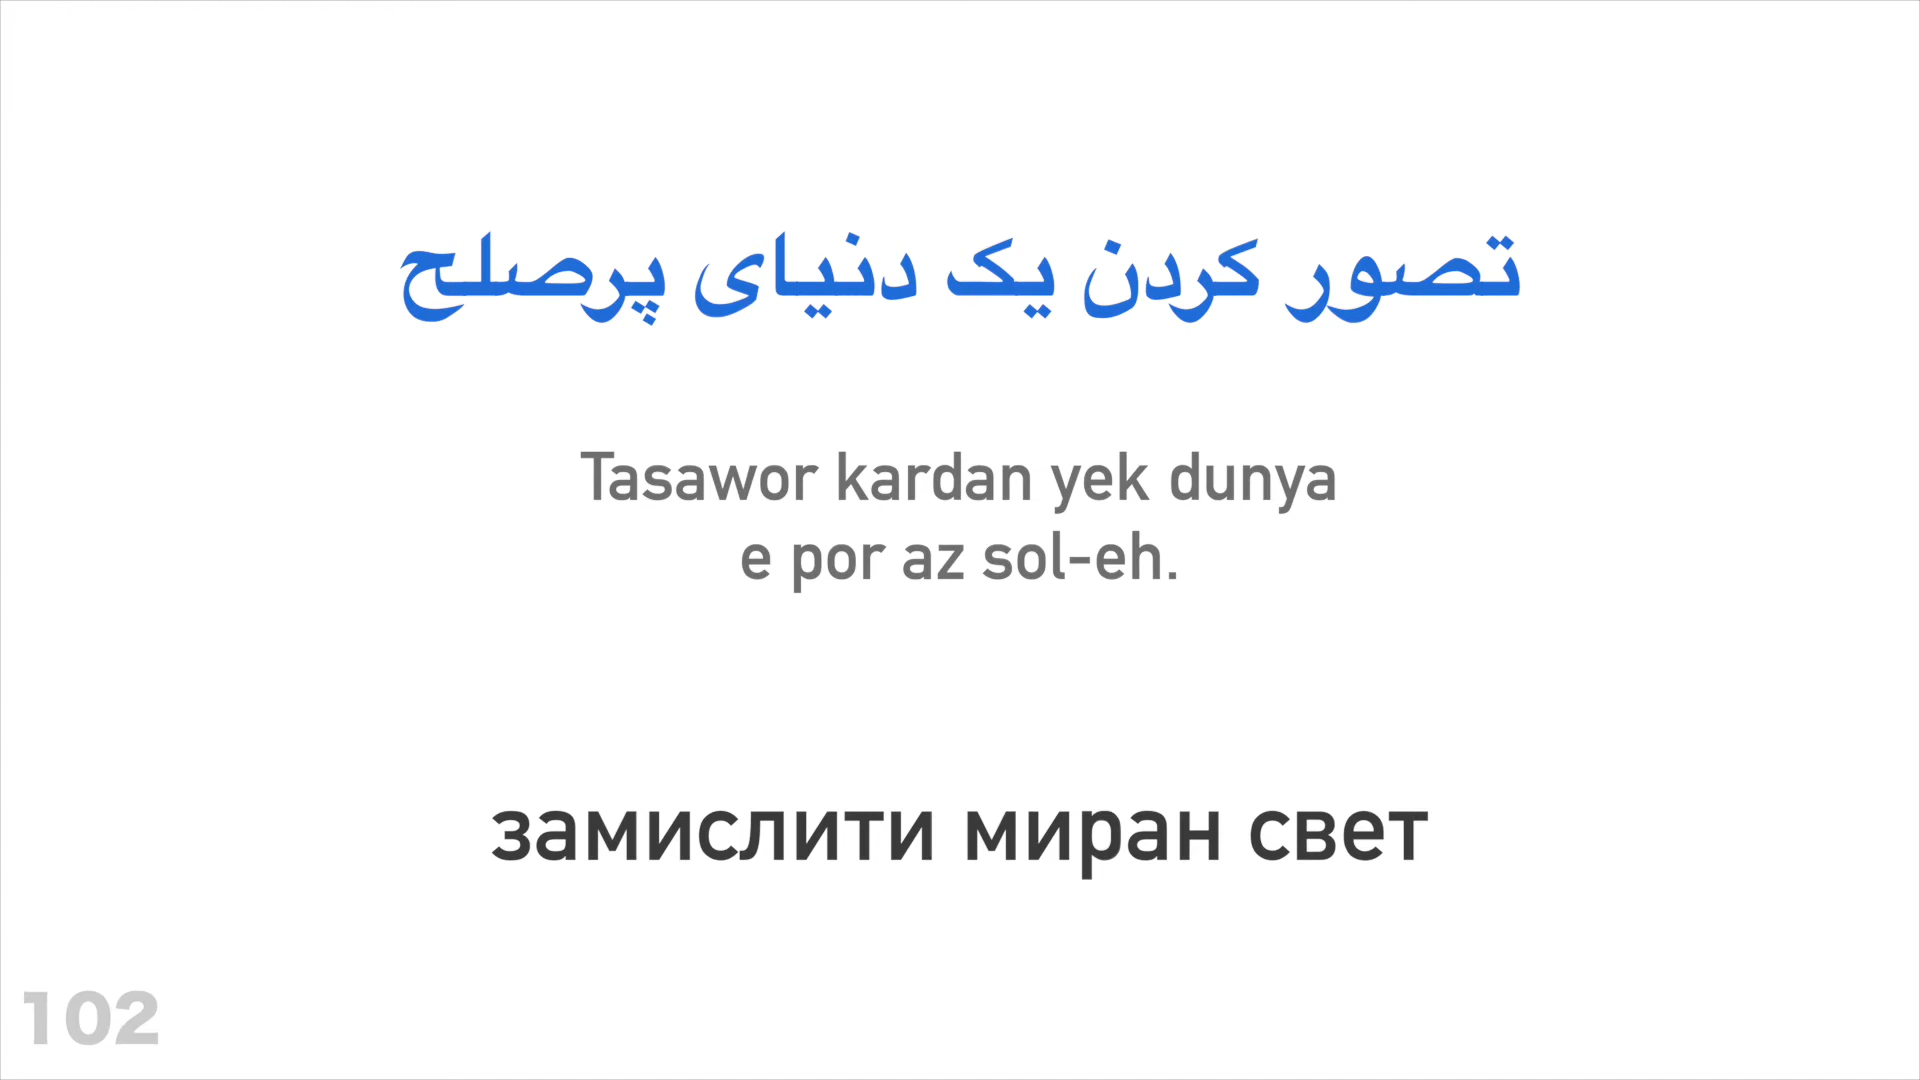 تصور کردن یک دنیای پرصلح
Tasawor kardan yek dunya
e por az sol-eh.
замислити миран свет
102